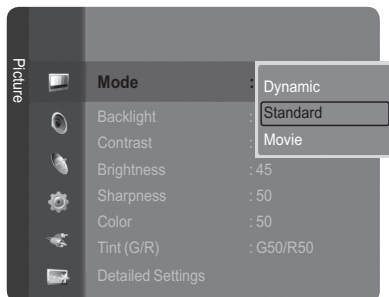 Picture
Mode :
Dynamic
Standard
Movie
Backlight :
Contrast :
Brightness : 45
Sharpness : 50
Color : 50
Tint (G/R) : G50/R50
Detailed Settings